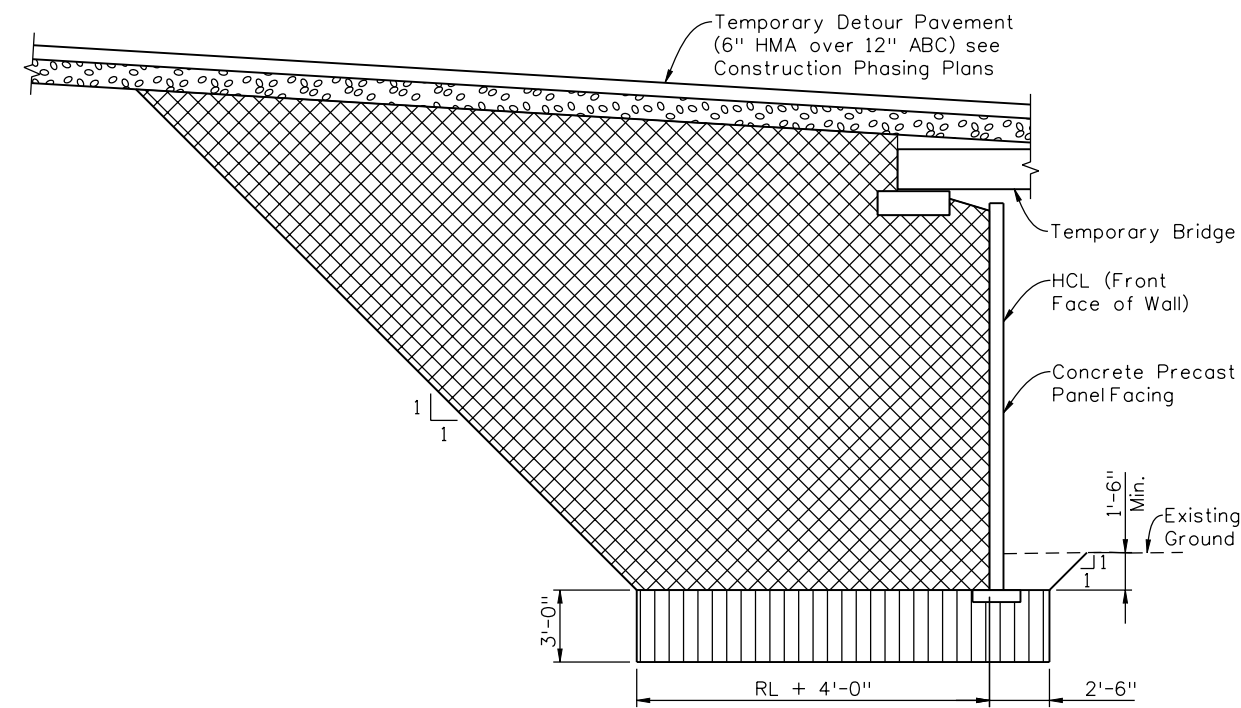 Temporary Detour Pavement
(6" HMA over 12" ABC) see
Construction Phasing Plans
Temporary Bridge
HCL (Front
Face of Wall)
Concrete Precast
Panel Facing
1
1
1'-6"
Min.
Existing
Ground
1
1
3'-0"
RL + 4'-0"
2'-6"